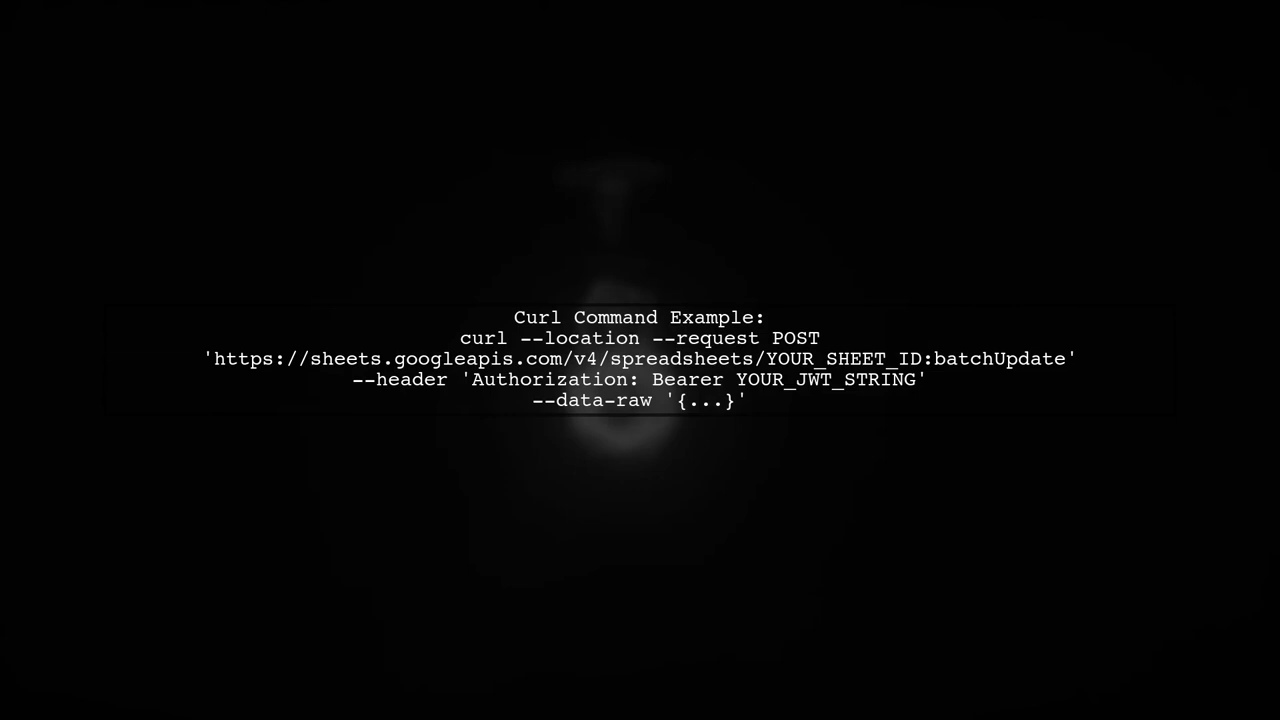 Curl Command Example:
curl --location --request POST
'https://sheets.googleapis.com/v4/spreadsheets/YOUR_SHEET_ID:batchUpdate'
--header 'Authorization: Bearer YOUR_JWT_STRING'
--data-raw '{...}'